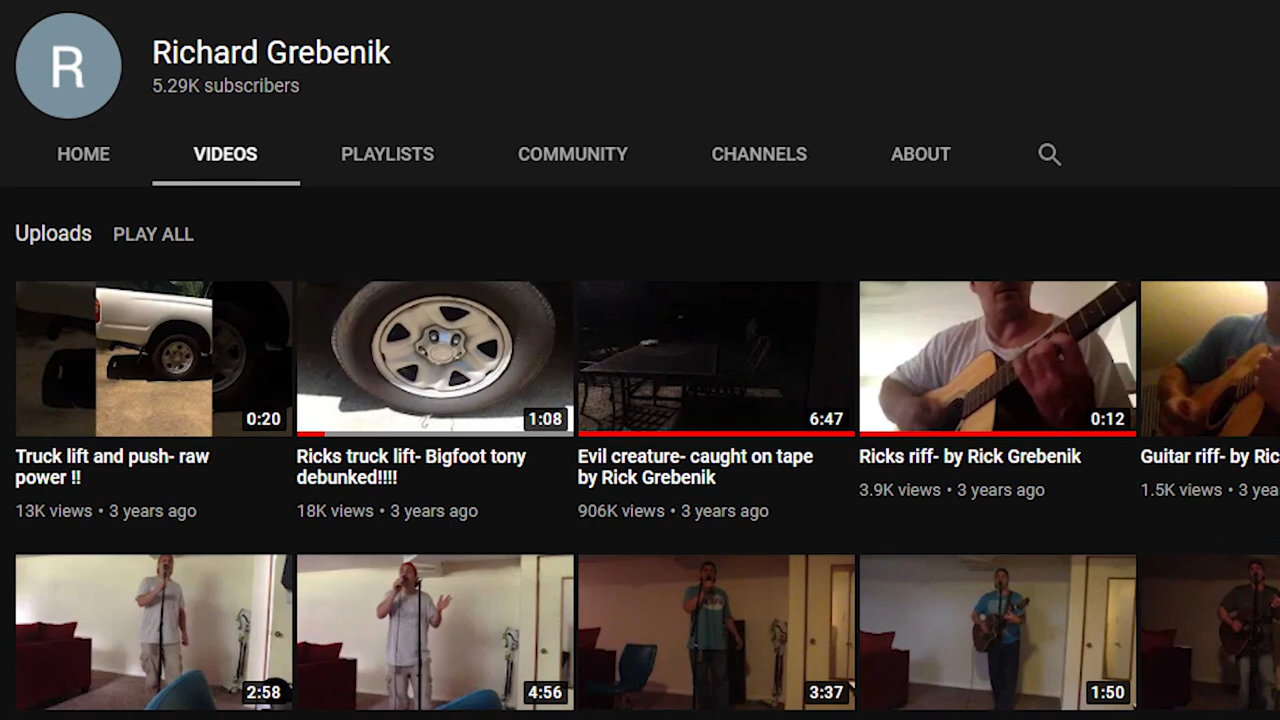 R
Richard Grebenik
5.29K subscribers
HOME VIDEOS PLAYLISTS COMMUNITY CHANNELS ABOUT
Uploads PLAY ALL
0:20 1:08 6:47 0:12
Truck lift and push- raw
power !!
13K views • 3 years ago
Ricks truck lift- Bigfoot tony
debunked!!!!
18K views • 3 years ago
Evil creature- caught on tape
by Rick Grebenik
906K views • 3 years ago
Ricks riff- by Rick Grebenik
3.9K views • 3 years ago
Guitar riff- by Ric
1.5K views • 3 yea
2:58 4:56 3:37 1:50